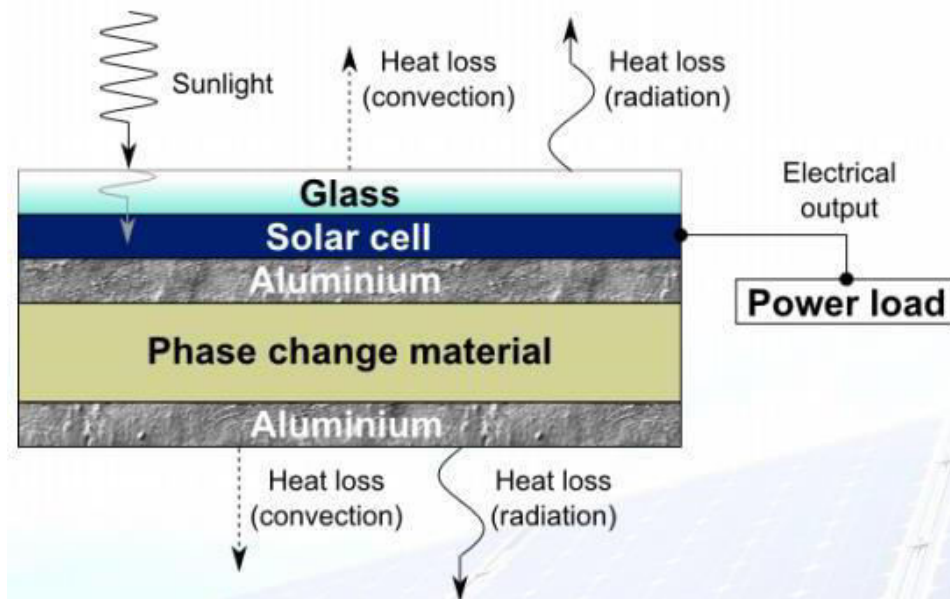 Sunlight
Heat loss
(convection)
Heat loss
(radiation)
Glass
Electrical
output
Solar cell
Aluminium
Power load
Phase change material
Aluminium
Heat loss
(convection)
Heat loss
(radiation)